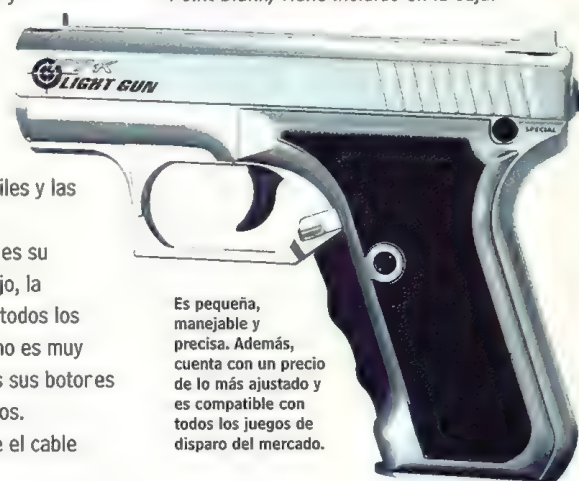 Point Blank, viene incluido en la caja.
LIGHT GUN
SPECIAL
iles y las
es su
jo, la
todos los
no es muy
s sus botores
os.
e el cable
Es pequeña,
manejable y
precisa. Además,
cuenta con un precio
de lo más ajustado y
es compatible con
todos los juegos de
disparo del mercado.